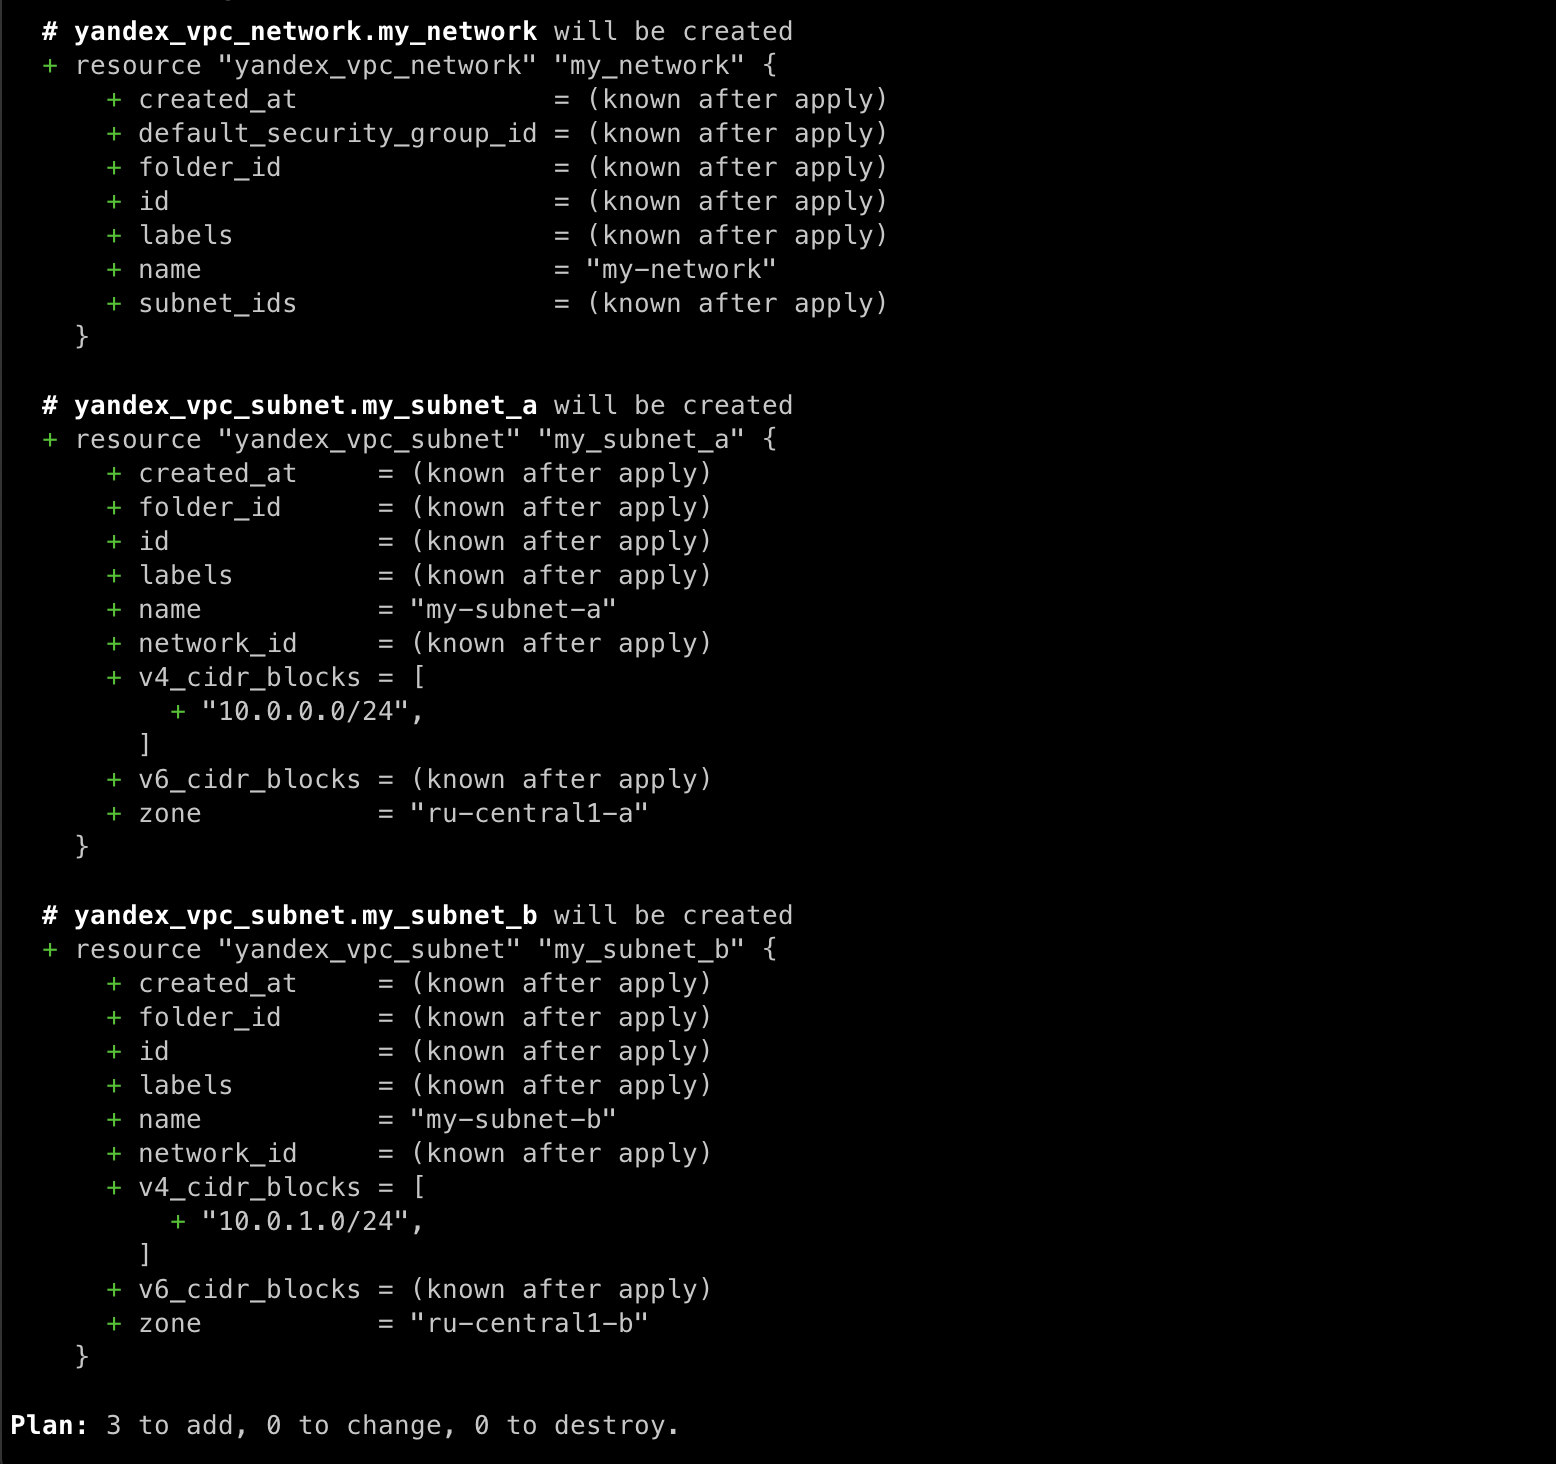 # yandex_vpc_network.my_network will be created
+ resource "yandex_vpc_network" "my_network" {
+ created_at = (known after apply)
+ default_security_group_id = (known after apply)
+ folder_id = (known after apply)
+ id = (known after apply)
+ labels = (known after apply)
+ name = "my-network"
+ subnet_ids = (known after apply)
}
# yandex_vpc_subnet.my_subnet_a will be created
+ resource "yandex_vpc_subnet" "my_subnet_a" {
+ created_at = (known after apply)
+ folder_id = (known after apply)
+ id = (known after apply)
+ labels = (known after apply)
+ name = "my-subnet-a"
+ network_id = (known after apply)
+ v4_cidr_blocks = [
+ "10.0.0.0/24",
]
+ v6_cidr_blocks = (known after apply)
+ zone = "ru-central1-a"
}
# yandex_vpc_subnet.my_subnet_b will be created
+ resource "yandex_vpc_subnet" "my_subnet_b" {
+ created_at = (known after apply)
+ folder_id = (known after apply)
+ id = (known after apply)
+ labels = (known after apply)
+ name = "my-subnet-b"
+ network_id = (known after apply)
+ v4_cidr_blocks = [
+ "10.0.1.0/24",
]
+ v6_cidr_blocks = (known after apply)
+ zone = "ru-central1-b"
}
Plan: 3 to add, 0 to change, 0 to destroy.